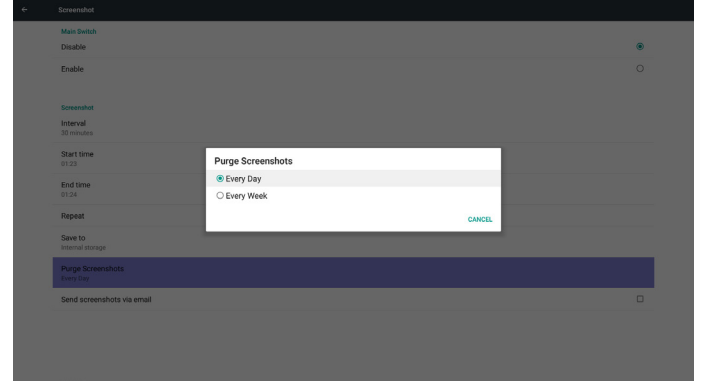 Screenshot
Main Switch
Disable
Enable
Screenshot
Interval
30 minutes
Start time
01:23
End time
01:24
Repeat
Save to
Internal storage
Purge Screenshots
Every Day
Send screenshots via email
Purge Screenshots
Every Day
Every Week
CANCEL